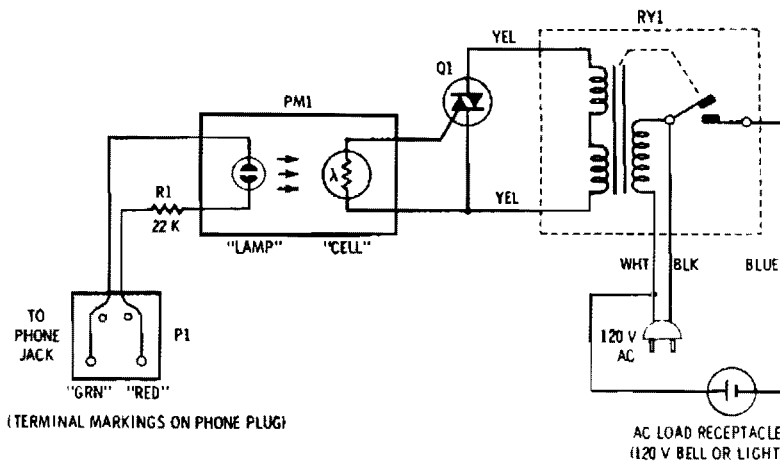 RY1
YEL
Q1
PM1
R1
22 K
λ
"LAMP"
"CELL"
YEL
WHT
BLK
BLUE
TO
PHONE
JACK
P1
120 V
AC
"GRN"
"RED"
(TERMINAL MARKINGS ON PHONE PLUG)
AC LOAD RECEPTACLE
(120 V BELL OR LIGHT